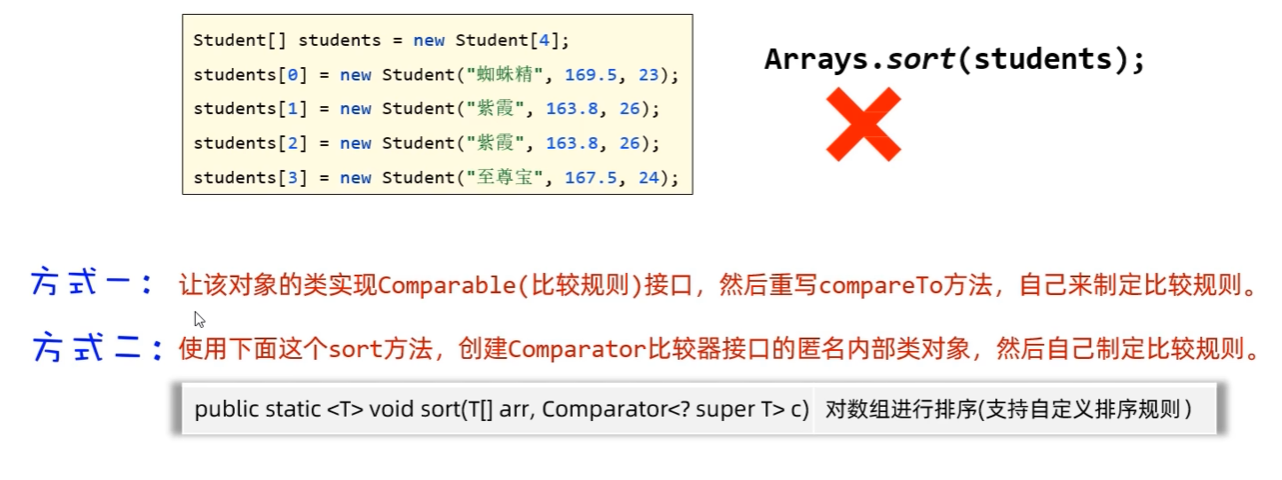 Student[] students = new Student[4];
students[0] = new Student("蜘蛛精", 169.5, 23);
students[1] = new Student("紫霞", 163.8, 26);
students[2] = new Student("紫霞", 163.8, 26);
students[3] = new Student("至尊宝", 167.5, 24);
Arrays.sort(students);
方式一：让该对象的类实现Comparable(比较规则)接口，然后重写compareTo方法，自己来制定比较规则。
方式二：使用下面这个sort方法，创建Comparator比较器接口的匿名内部类对象，然后自己制定比较规则。
public static <T> void sort(T[] arr, Comparator<? super T> c) 对数组进行排序(支持自定义排序规则)